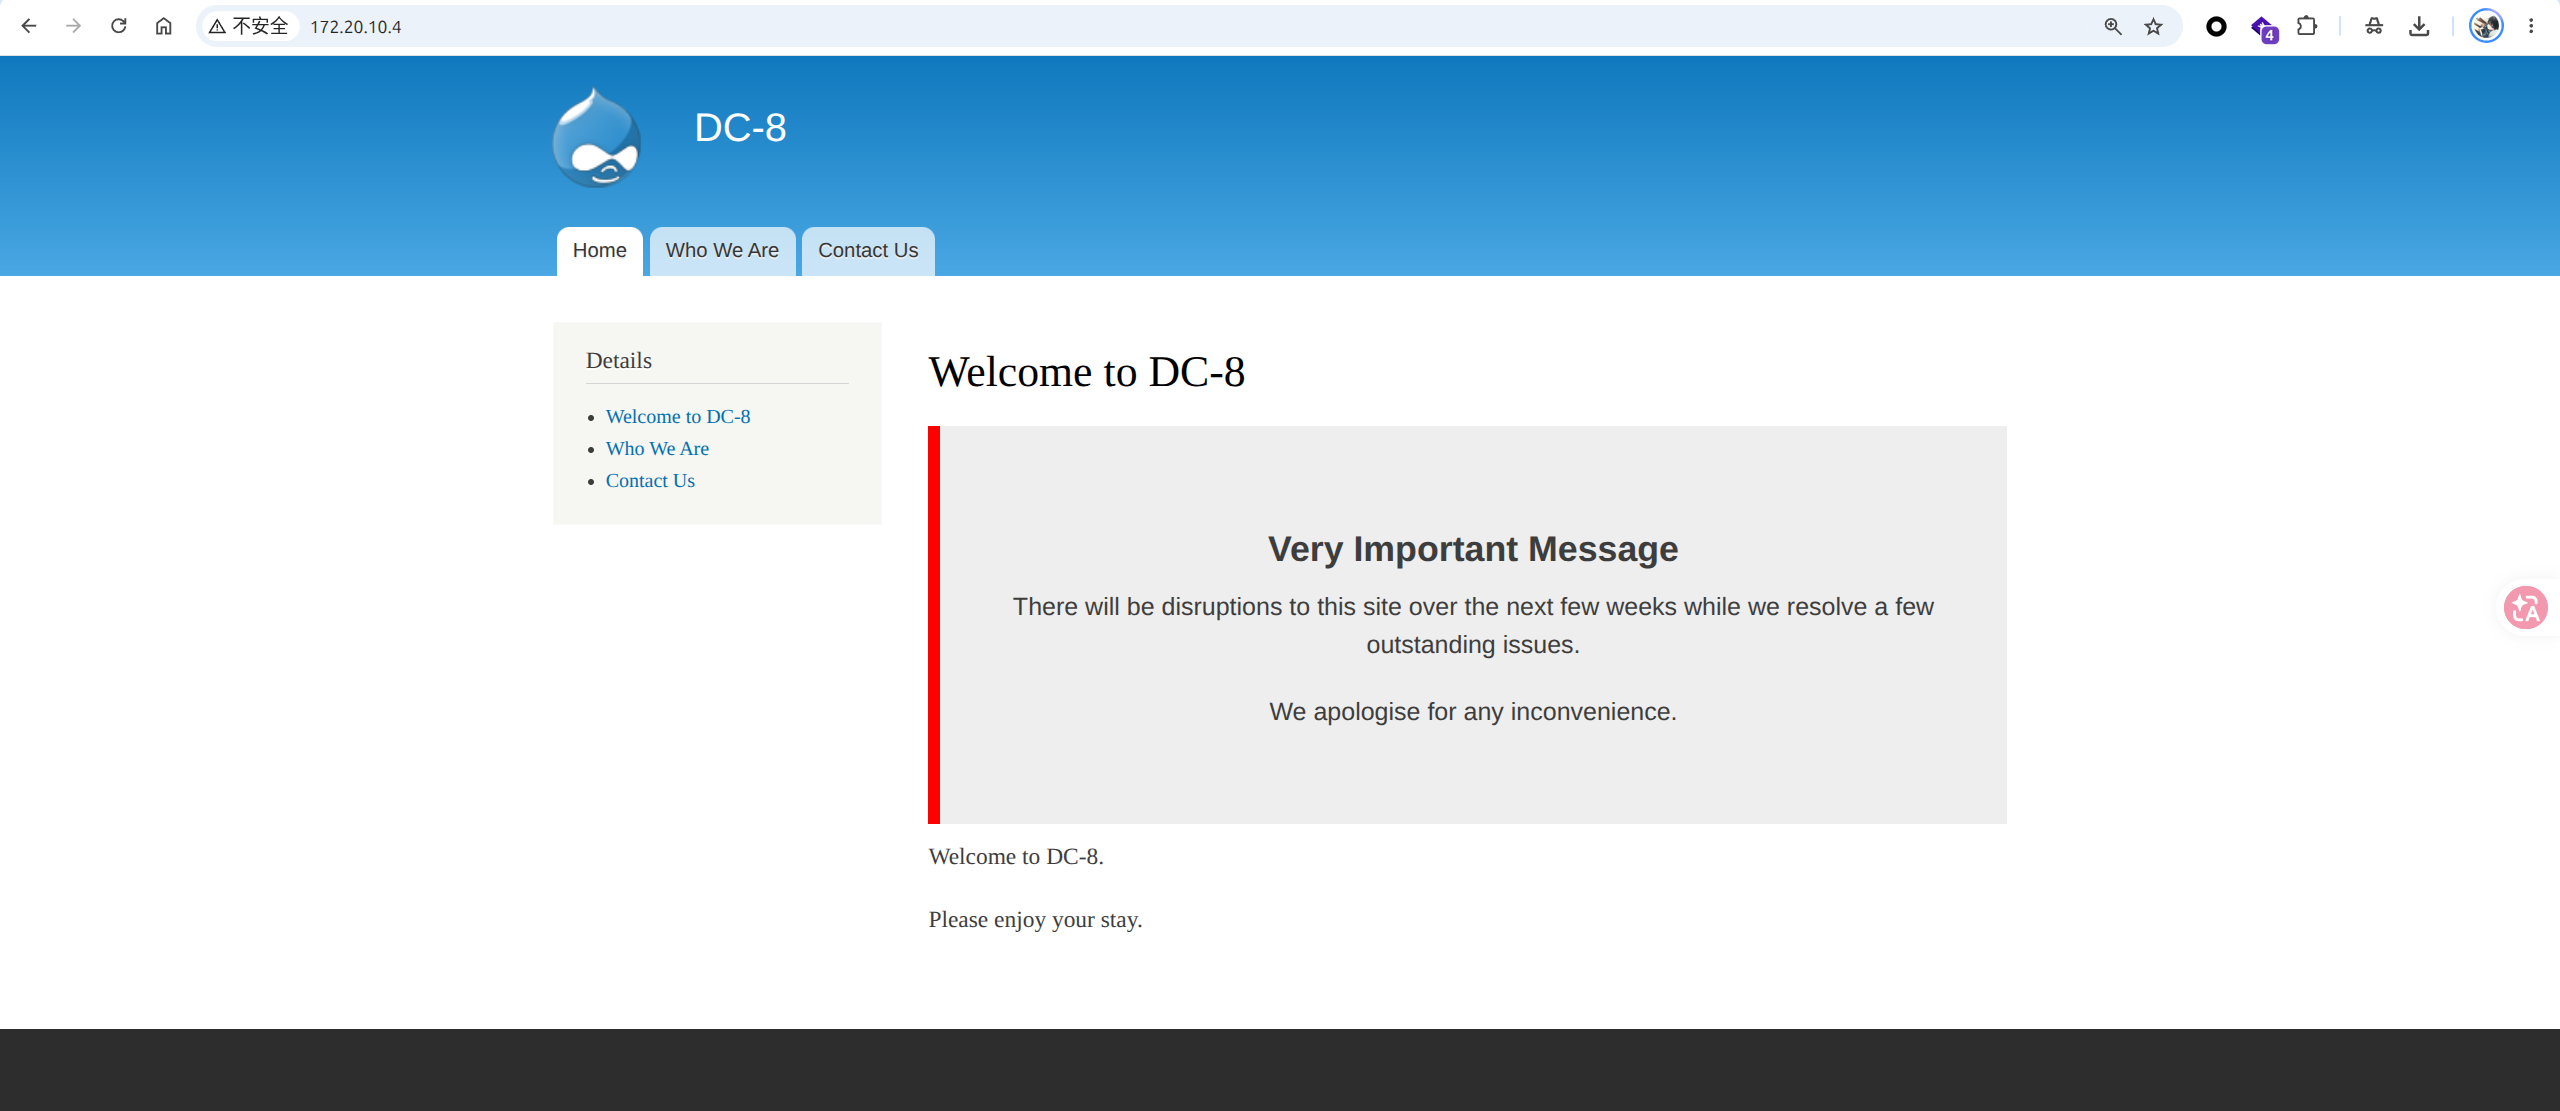 不安全 172.20.10.4
4
DC-8
Home Who We Are Contact Us
Details
Welcome to DC-8
Who We Are
Contact Us
Welcome to DC-8
Very Important Message
There will be disruptions to this site over the next few weeks while we resolve a few
outstanding issues.
We apologise for any inconvenience.
Welcome to DC-8.
Please enjoy your stay.